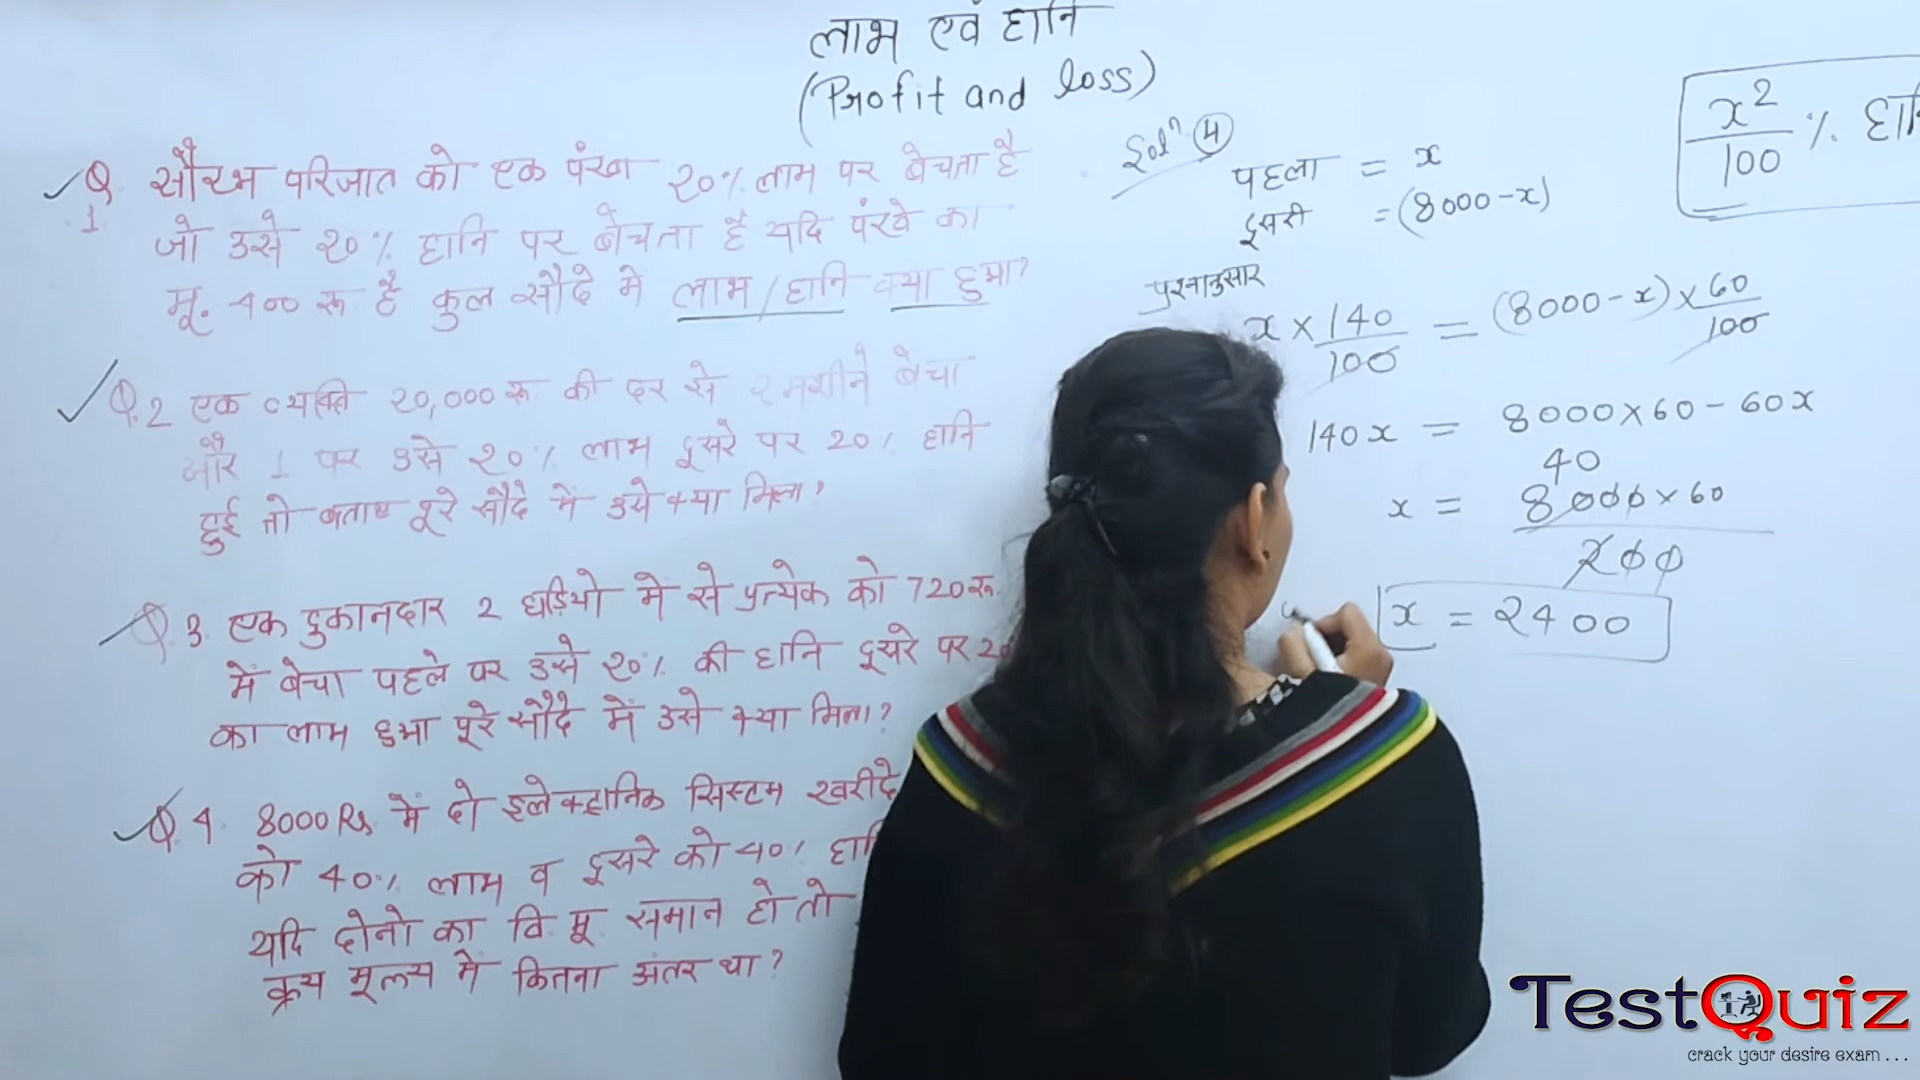 लाभ एवं हानि
(Profit and loss)
Q.1 सौरभ परिजात को एक पंखा 20% लाभ पर बेचता है
जो उसे 20% हानि पर बेचता है यदि पंखे का
मू. 400 रू है कुल सौदे मे लाभ/हानि क्या हुआ?
Q.2 एक व्यक्ति 20,000 रू की दर से 2 मशीने बेचा
और 1 पर उसे 20% लाभ दूसरे पर 20% हानि
हुई तो बताए पूरे सौदे में उसे क्या मिला?
Q.3. एक दुकानदार 2 घड़ियो में से प्रत्येक को 720 रू
में बेचा पहले पर उसे 20% की हानि दूसरे पर 20
का लाभ हुआ पूरे सौदे में उसे क्या मिला?
Q.4. 8000 Rs में दो इलेक्ट्रानिक सिस्टम खरीदे
को 40% लाभ व दूसरे को 40%
यदि दोनो का वि. मू. समान हो तो
क्रय मूल्य में कितना अंतर था?
Solⁿ. 4
पहला = x
दूसरी = (8000-x)
प्रश्नानुसार
x × 140/100 = (8000-x) × 60/100
140x = 8000×60-60x
40
x = 8000×60
200
x = 2400
x²/100 %
TestQuiz
crack your desire exam . . .